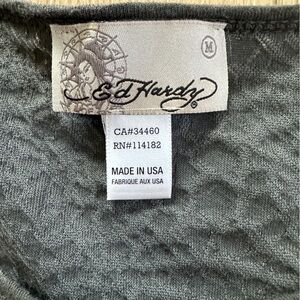 M
Ed Hardy®
CA#34460
RN#114182
MADE IN USA
FABRIQUE AUX USA